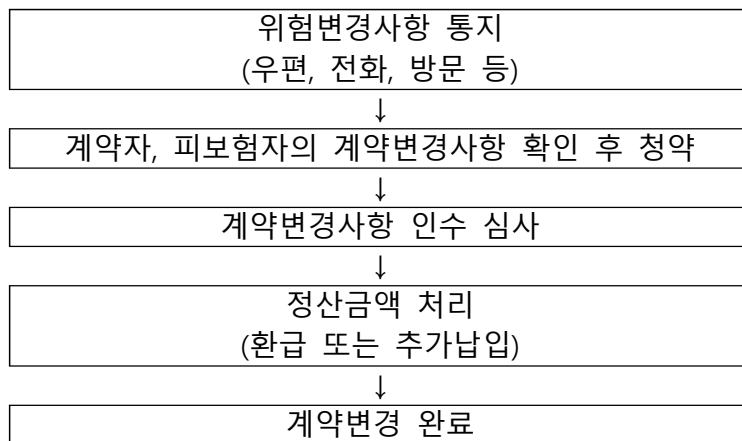 위험변경사항 통지
(우편, 전화, 방문 등)
↓
계약자, 피보험자의 계약변경사항 확인 후 청약
↓
계약변경사항 인수 심사
↓
정산금액 처리
(환급 또는 추가납입)
↓
계약변경 완료